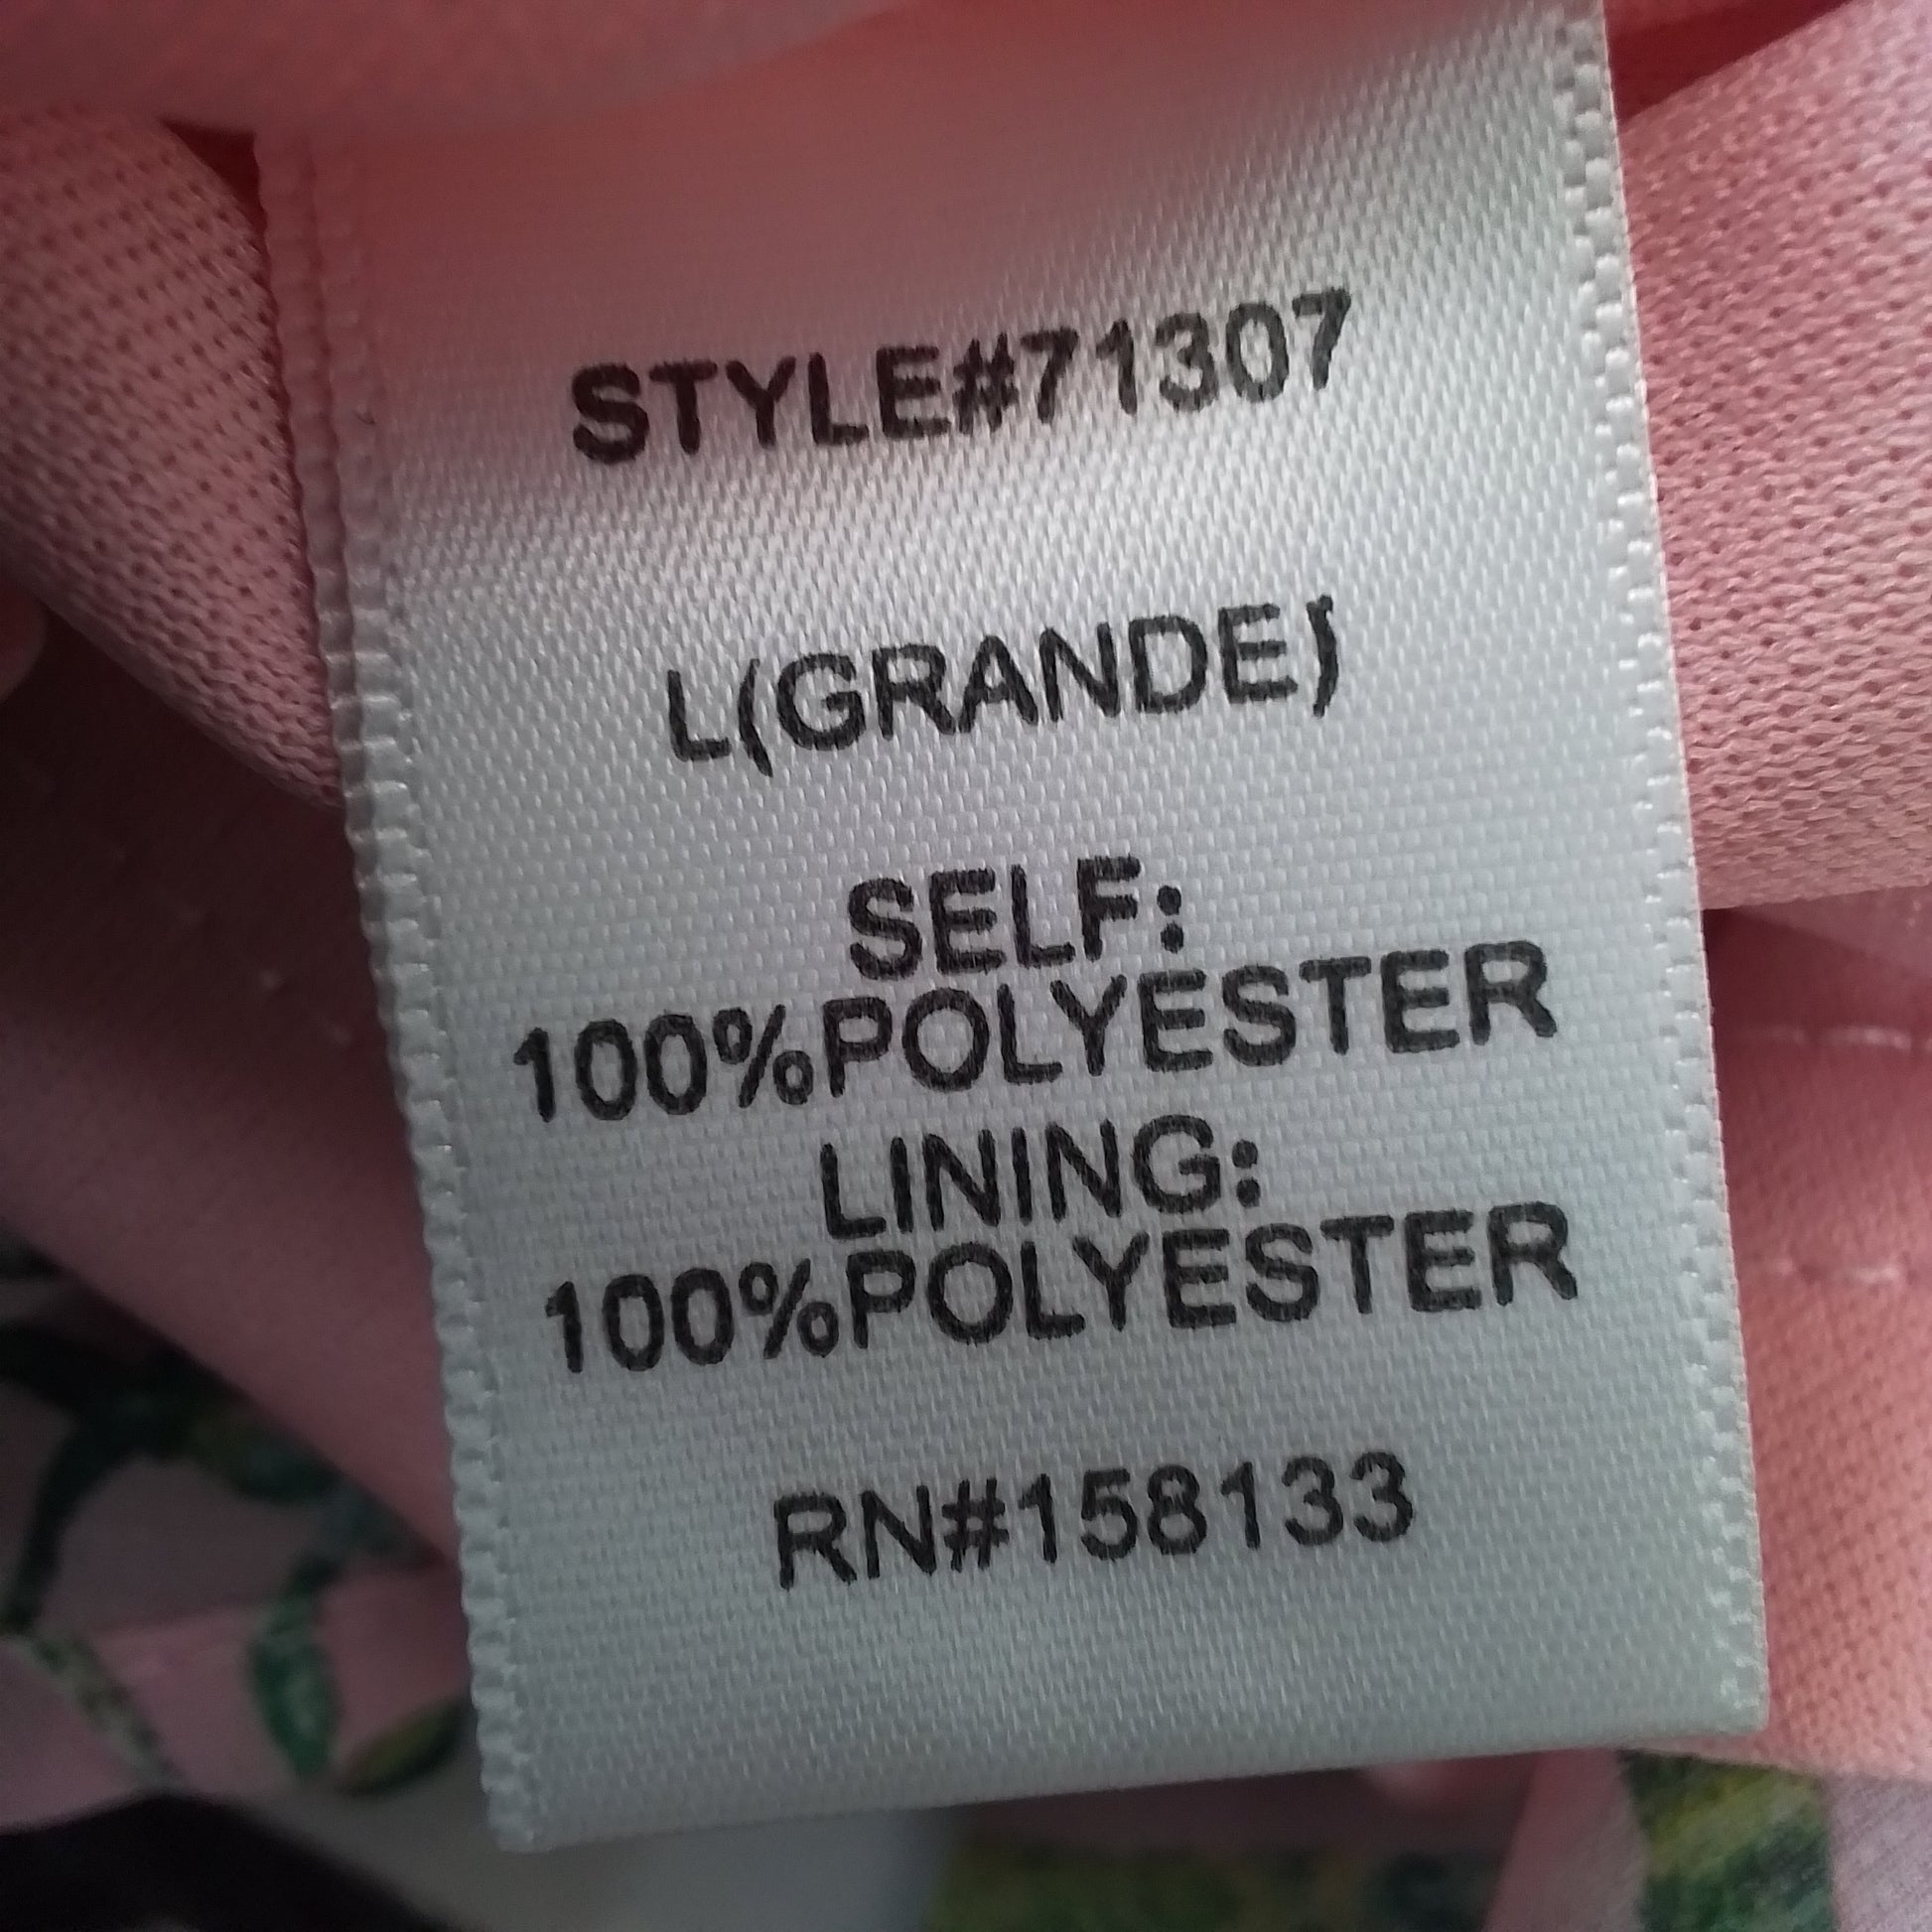 STYLE#71307
L(GRANDE)
SELF:
100%POLYESTER
LINING:
100%POLYESTER
RN#158133